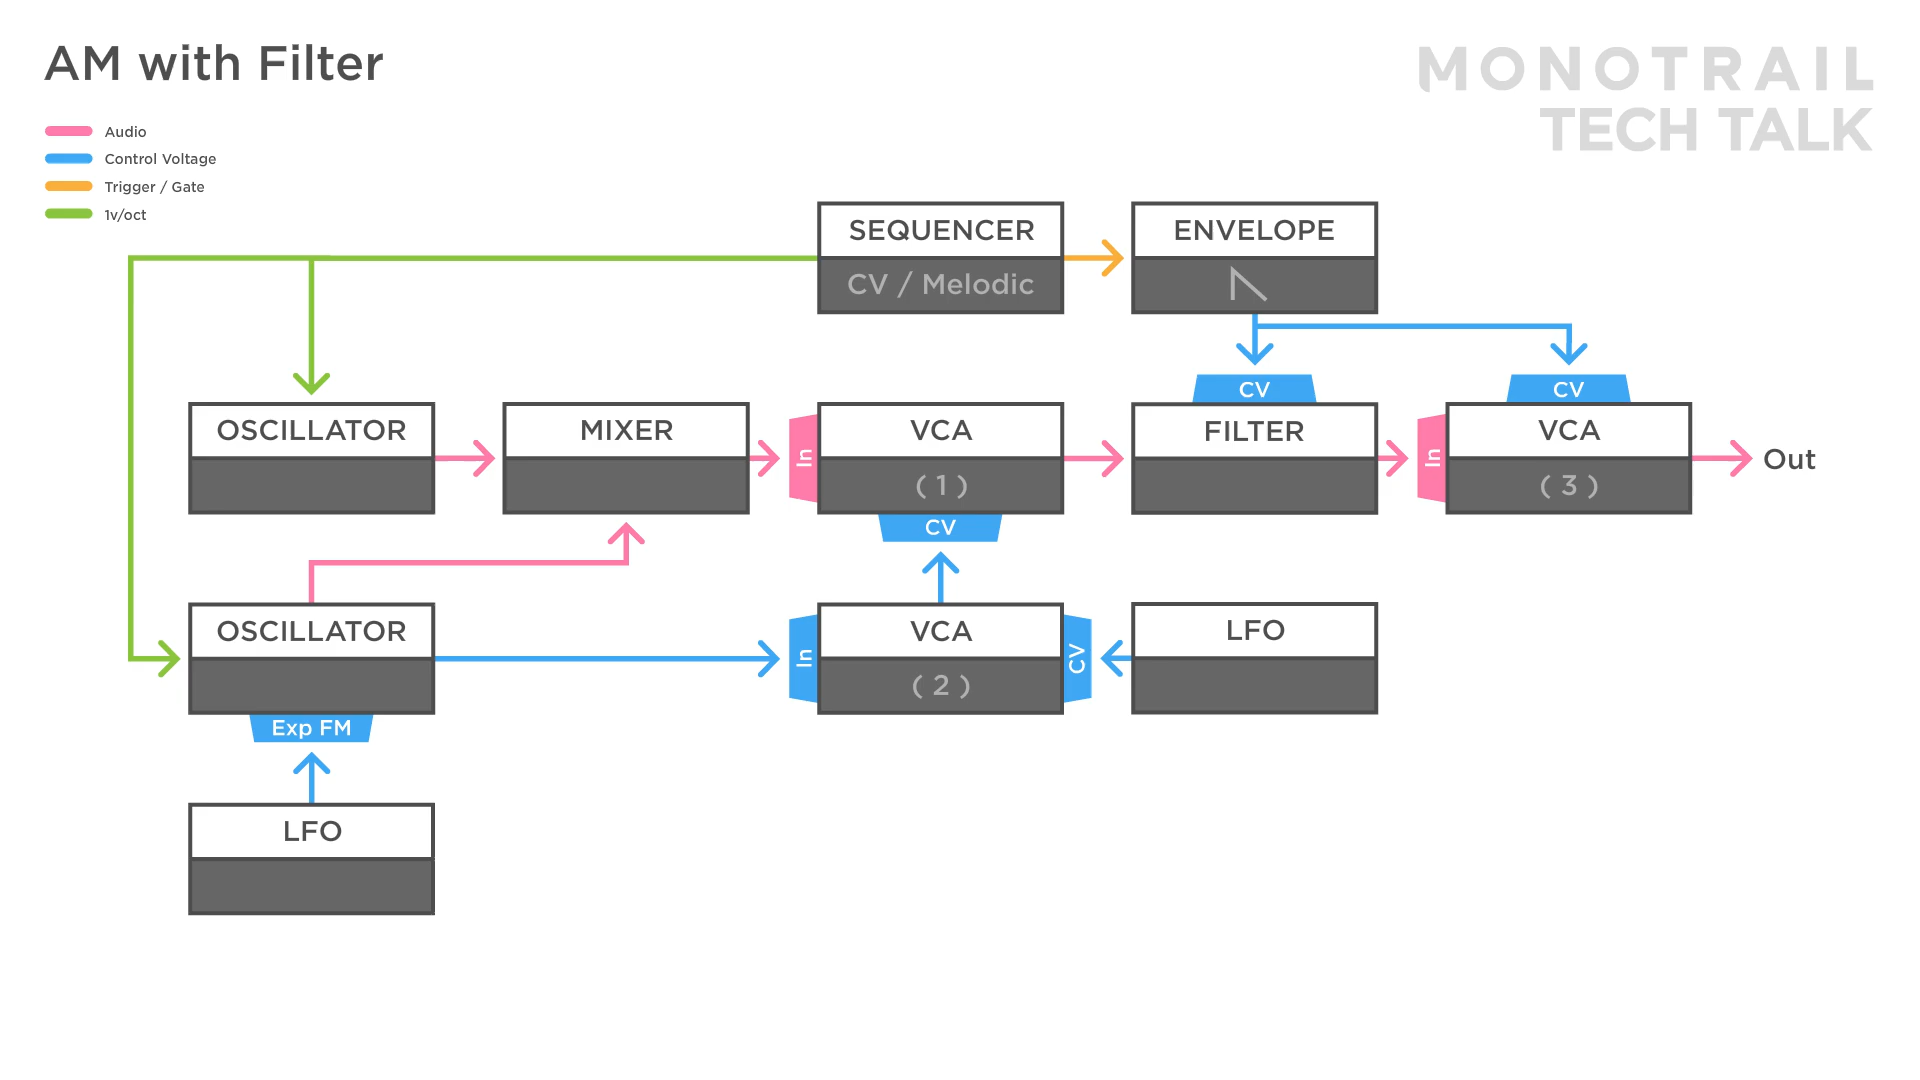 AM with Filter
MONOTRAIL
TECH TALK
Audio
Control Voltage
Trigger / Gate
1v/oct
SEQUENCER
CV / Melodic
ENVELOPE
CV
CV
OSCILLATOR
MIXER
In
VCA
( 1 )
CV
FILTER
In
VCA
( 3 )
Out
OSCILLATOR
Exp FM
In
VCA
( 2 )
CV
LFO
LFO